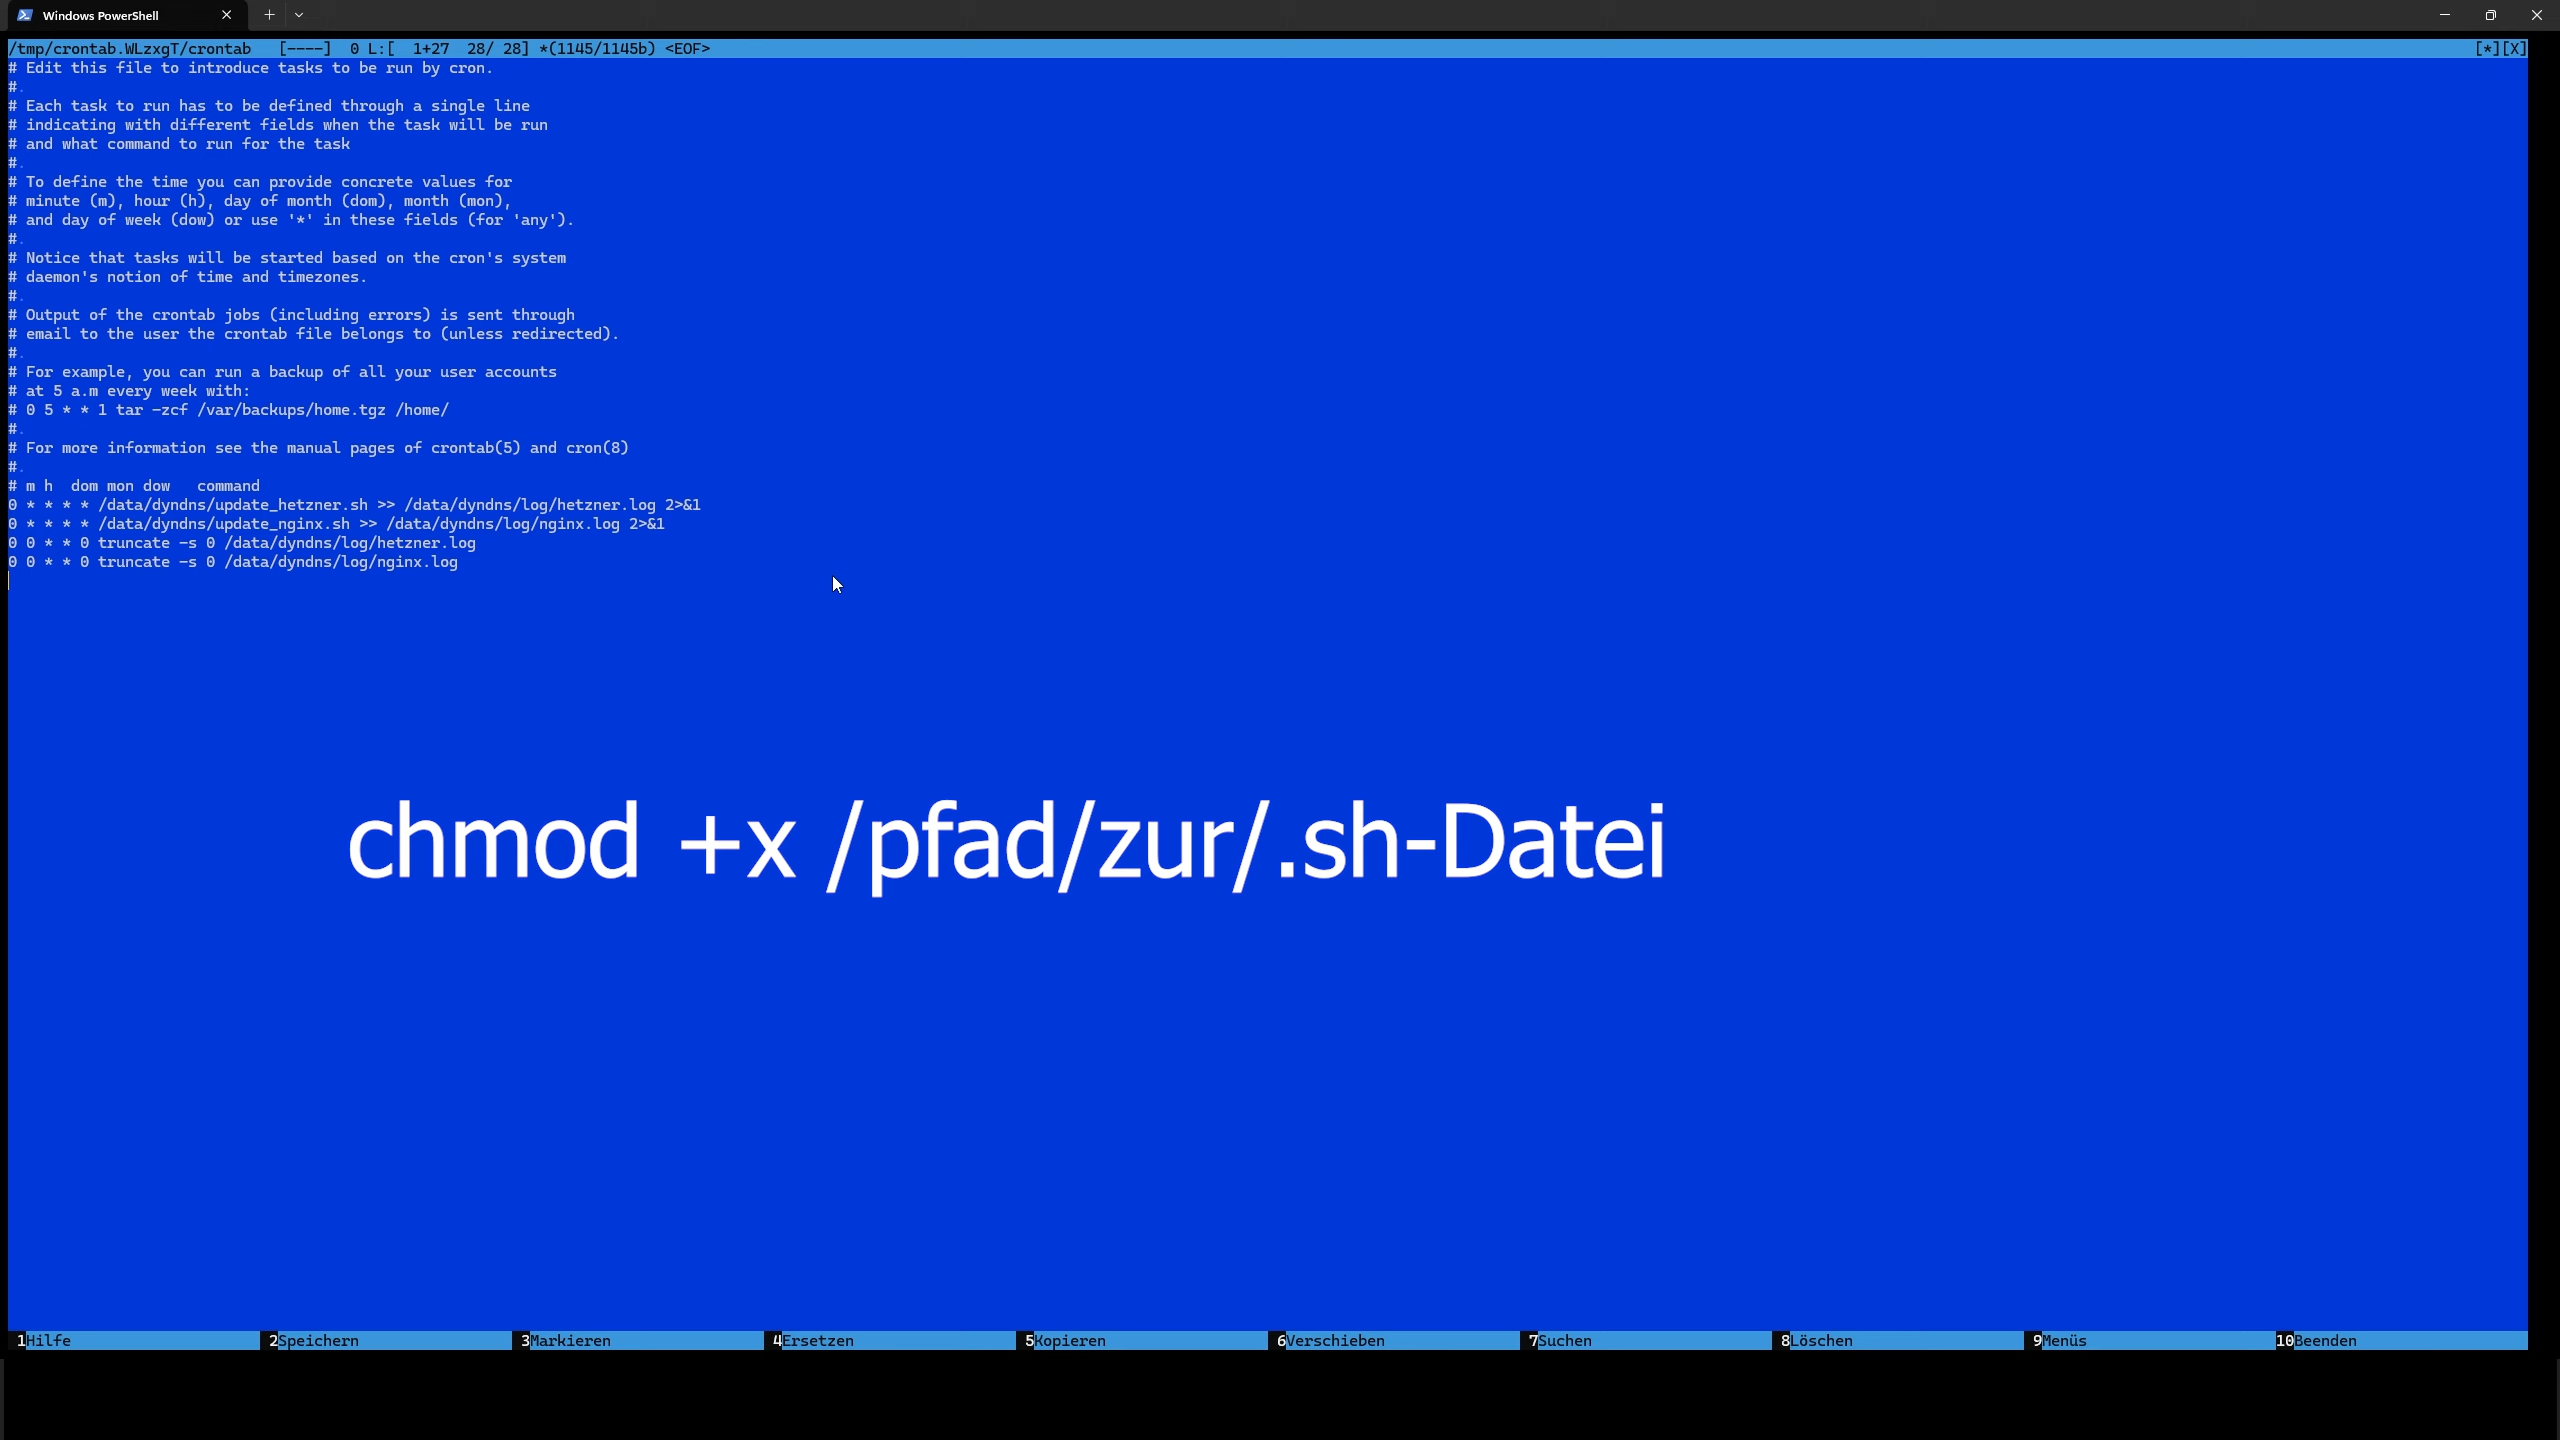 Windows PowerShell
/tmp/crontab.WLzxgT/crontab   [----]  0 L:[  1+27  28/ 28] *(1145/1145b) <EOF>   [*][X]
# Edit this file to introduce tasks to be run by cron.
#.
# Each task to run has to be defined through a single line
# indicating with different fields when the task will be run
# and what command to run for the task
#.
# To define the time you can provide concrete values for
# minute (m), hour (h), day of month (dom), month (mon),
# and day of week (dow) or use '*' in these fields (for 'any').
#.
# Notice that tasks will be started based on the cron's system
# daemon's notion of time and timezones.
#.
# Output of the crontab jobs (including errors) is sent through
# email to the user the crontab file belongs to (unless redirected).
#.
# For example, you can run a backup of all your user accounts
# at 5 a.m every week with:
# 0 5 * * 1 tar -zcf /var/backups/home.tgz /home/
#.
# For more information see the manual pages of crontab(5) and cron(8)
#.
# m h  dom mon dow   command
0 * * * * /data/dyndns/update_hetzner.sh >> /data/dyndns/log/hetzner.log 2>&1
0 * * * * /data/dyndns/update_nginx.sh >> /data/dyndns/log/nginx.log 2>&1
0 0 * * 0 truncate -s 0 /data/dyndns/log/hetzner.log
0 0 * * 0 truncate -s 0 /data/dyndns/log/nginx.log
chmod +x /pfad/zur/.sh-Datei
1Hilfe 2Speichern 3Markieren 4Ersetzen 5Kopieren 6Verschieben 7Suchen 8Löschen 9Menüs 10Beenden